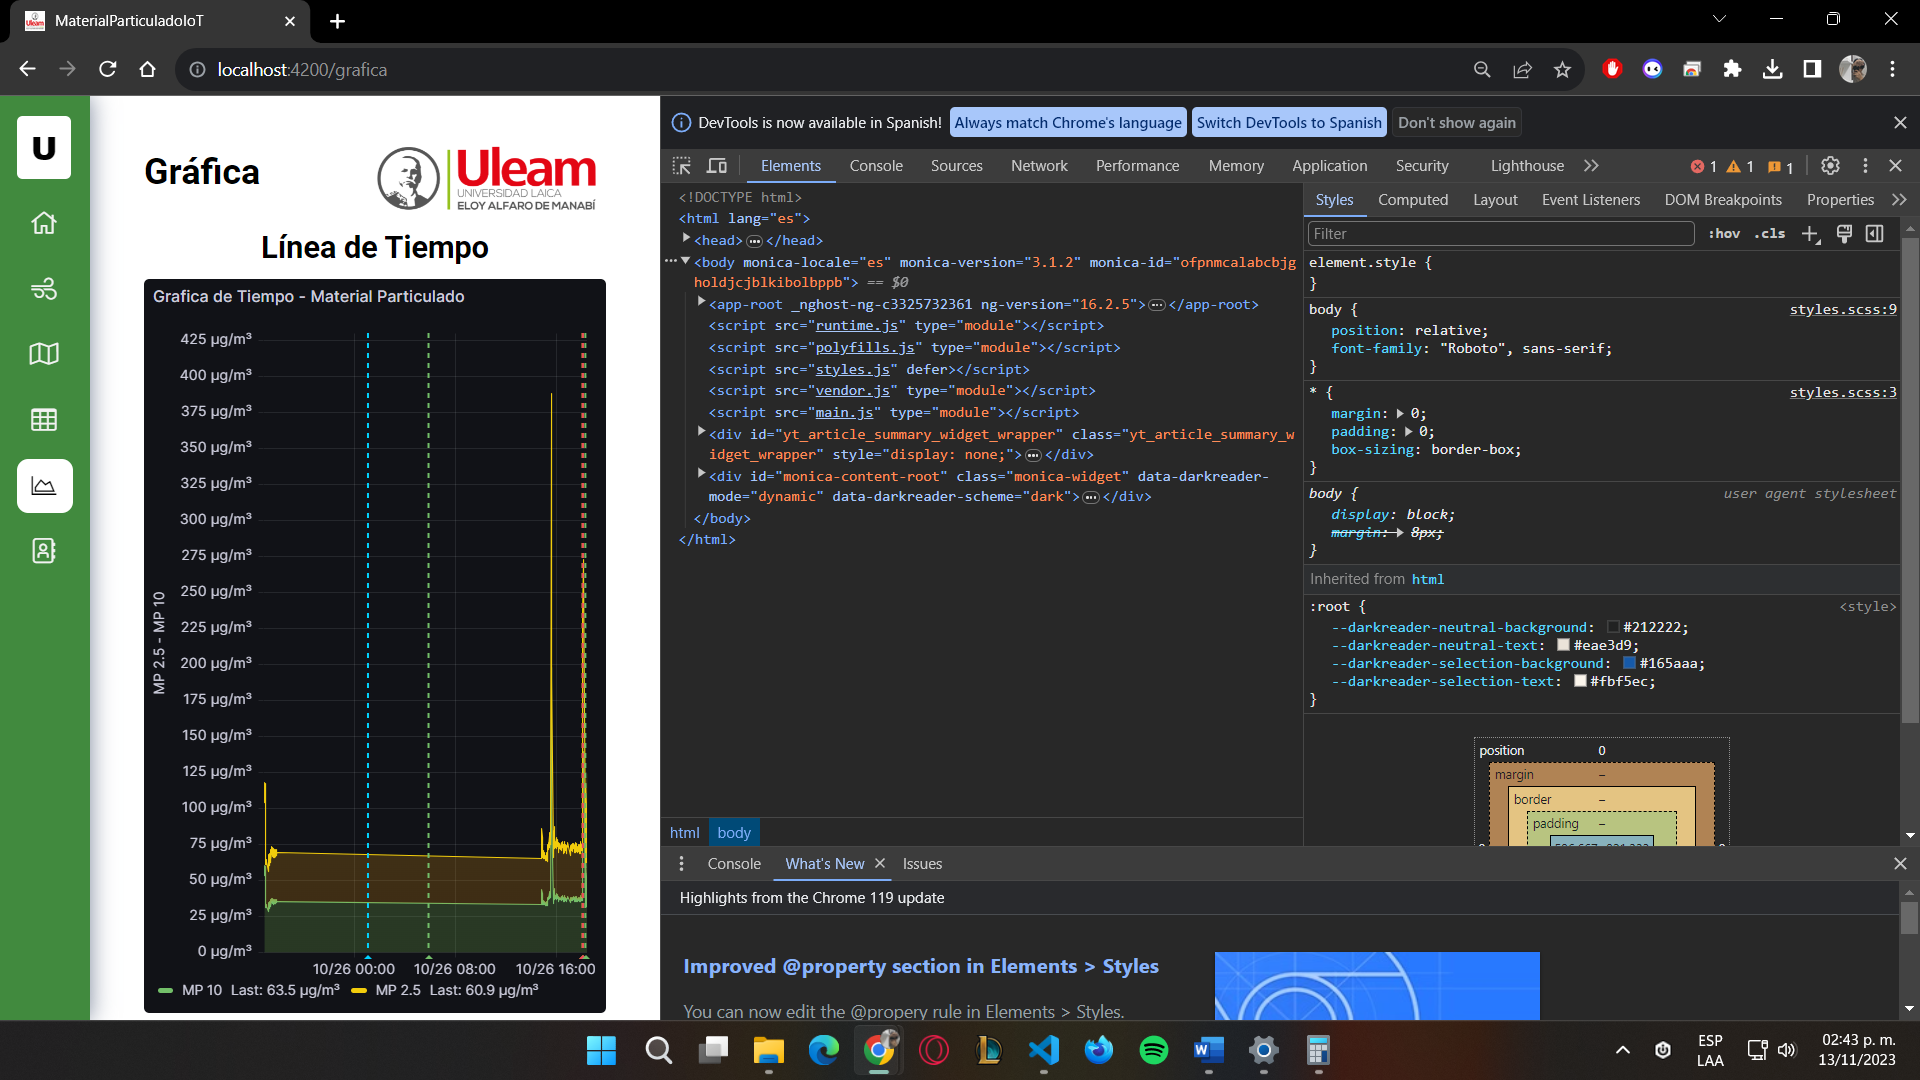 MaterialParticuladoIoT
localhost:4200/grafica
U
Gráfica
Uleam
UNIVERSIDAD LAICA
ELOY ALFARO DE MANABÍ
Línea de Tiempo
Grafica de Tiempo - Material Particulado
MP 2.5 - MP 10
425 µg/m³
400 µg/m³
375 µg/m³
350 µg/m³
325 µg/m³
300 µg/m³
275 µg/m³
250 µg/m³
225 µg/m³
200 µg/m³
175 µg/m³
150 µg/m³
125 µg/m³
100 µg/m³
75 µg/m³
50 µg/m³
25 µg/m³
0 µg/m³
10/26 00:00 10/26 08:00 10/26 16:00
MP 10 Last: 63.5 µg/m³ MP 2.5 Last: 60.9 µg/m³
DevTools is now available in Spanish! Always match Chrome's language Switch DevTools to Spanish Don't show again
Elements Console Sources Network Performance Memory Application Security Lighthouse 1 1 1
<!DOCTYPE html>
<html lang="es">
<head> ••• </head>
<body monica-locale="es" monica-version="3.1.2" monica-id="ofpnmcalabcbjg
holdjcjblkibolbppb"> == $0
<app-root _nghost-ng-c3325732361 ng-version="16.2.5"> ••• </app-root>
<script src="runtime.js" type="module"></script>
<script src="polyfills.js" type="module"></script>
<script src="styles.js" defer></script>
<script src="vendor.js" type="module"></script>
<script src="main.js" type="module"></script>
<div id="yt_article_summary_widget_wrapper" class="yt_article_summary_w
idget_wrapper" style="display: none;"> ••• </div>
<div id="monica-content-root" class="monica-widget" data-darkreader-
mode="dynamic" data-darkreader-scheme="dark"> ••• </div>
</body>
</html>
html body
Styles Computed Layout Event Listeners DOM Breakpoints Properties
Filter :hov .cls
element.style {
}
body { styles.scss:9
position: relative;
font-family: "Roboto", sans-serif;
}
* { styles.scss:3
margin: 0;
padding: 0;
box-sizing: border-box;
}
body { user agent stylesheet
display: block;
margin: 8px;
}
Inherited from html
:root { <style>
--darkreader-neutral-background: #212222;
--darkreader-neutral-text: #eae3d9;
--darkreader-selection-background: #165aaa;
--darkreader-selection-text: #fbf5ec;
}
position 0
margin –
border –
padding –
Console What's New Issues
Highlights from the Chrome 119 update
Improved @property section in Elements > Styles
You can now edit the @propery rule in Elements > Styles.
ESP
LAA
02:43 p. m.
13/11/2023